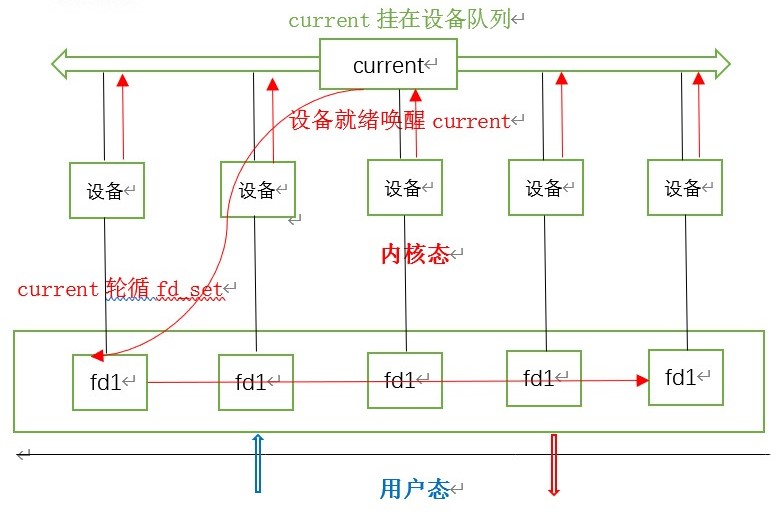 current 挂在设备队列
current
设备就绪唤醒 current
设备
设备
设备
设备
设备
内核态
current 轮循 fd_set
fd1
fd1
fd1
fd1
fd1
用户态